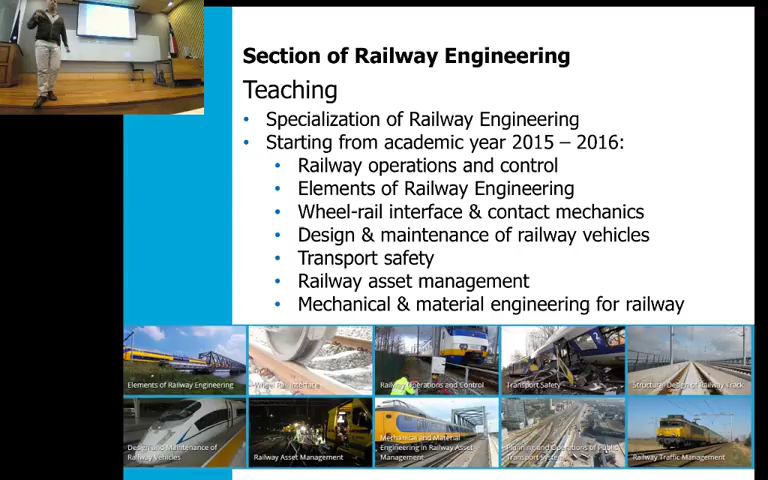 Section of Railway Engineering
Teaching
• Specialization of Railway Engineering
• Starting from academic year 2015 – 2016:
• Railway operations and control
• Elements of Railway Engineering
• Wheel-rail interface & contact mechanics
• Design & maintenance of railway vehicles
• Transport safety
• Railway asset management
• Mechanical & material engineering for railway
Elements of Railway Engineering
Wheel Rail Interface
Railway Operations and Control
Transport Safety
Structural Design of Railway Track
Design and Maintenance of
Railway Vehicles
Railway Asset Management
Mechanical and Material
Engineering in Railway Asset
Management
Planning and Operations of Public
Transport Systems
Railway Traffic Management